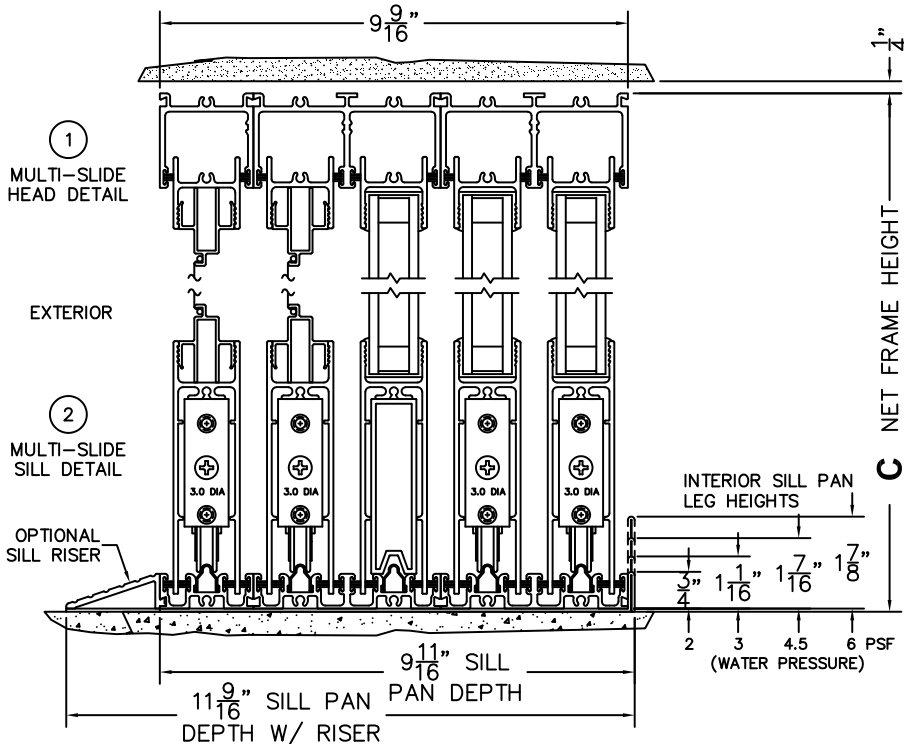 9 9/16"
1/4"
1
MULTI-SLIDE
HEAD DETAIL
EXTERIOR
NET FRAME HEIGHT
C
2
MULTI-SLIDE
SILL DETAIL
3.0 DIA
3.0 DIA
3.0 DIA
3.0 DIA
INTERIOR SILL PAN
LEG HEIGHTS
OPTIONAL
SILL RISER
3/4"
1 1/16"
1 7/16"
1 7/8"
2
3
4.5
6 PSF
(WATER PRESSURE)
9 11/16" SILL
PAN DEPTH
11 9/16" SILL PAN
DEPTH W/ RISER